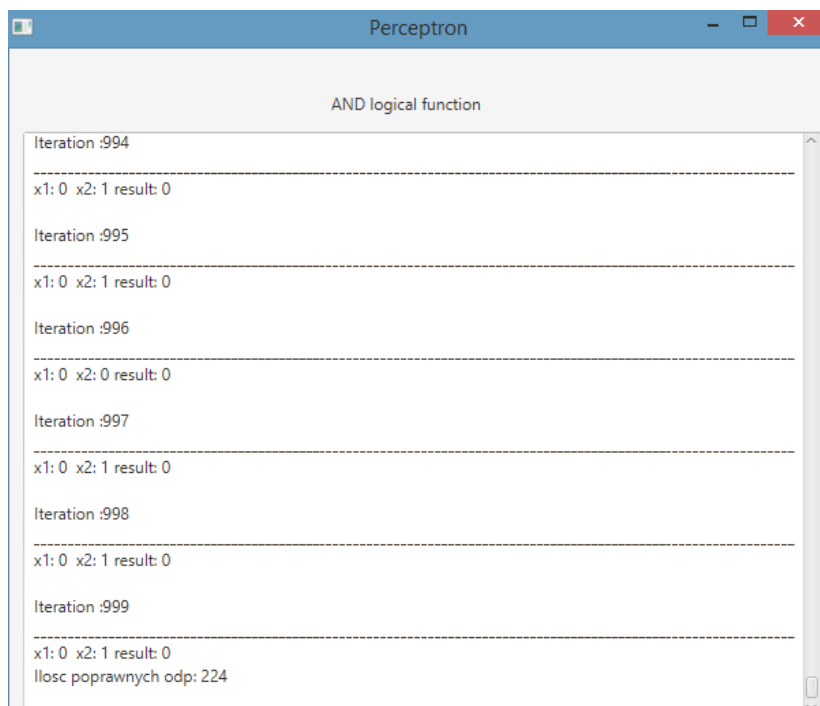 Perceptron
AND logical function
Iteration :994
x1: 0 x2: 1 result: 0
Iteration :995
x1: 0 x2: 1 result: 0
Iteration :996
x1: 0 x2: 0 result: 0
Iteration :997
x1: 0 x2: 1 result: 0
Iteration :998
x1: 0 x2: 1 result: 0
Iteration :999
x1: 0 x2: 1 result: 0
Ilosc poprawnych odp: 224